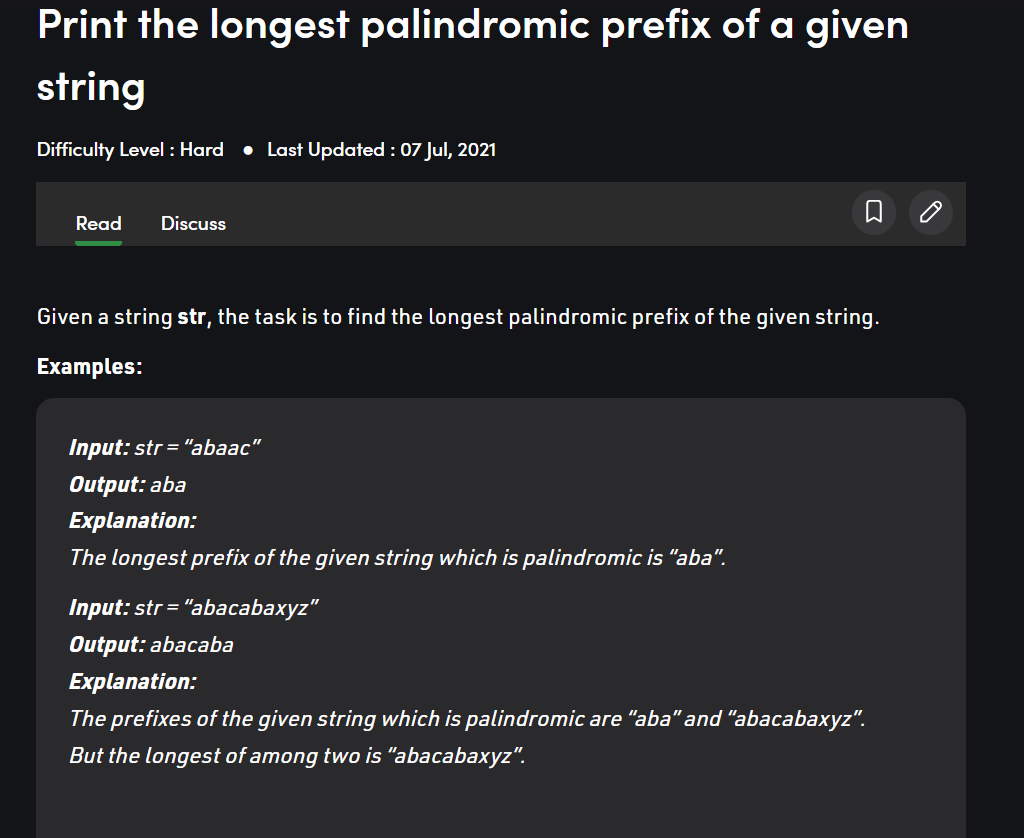 Print the longest palindromic prefix of a given
string
Difficulty Level : Hard ● Last Updated : 07 Jul, 2021
Read Discuss
Given a string str, the task is to find the longest palindromic prefix of the given string.
Examples:
Input: str = “abaac”
Output: aba
Explanation:
The longest prefix of the given string which is palindromic is “aba”.
Input: str = “abacabaxyz”
Output: abacaba
Explanation:
The prefixes of the given string which is palindromic are “aba” and “abacabaxyz”.
But the longest of among two is “abacabaxyz”.